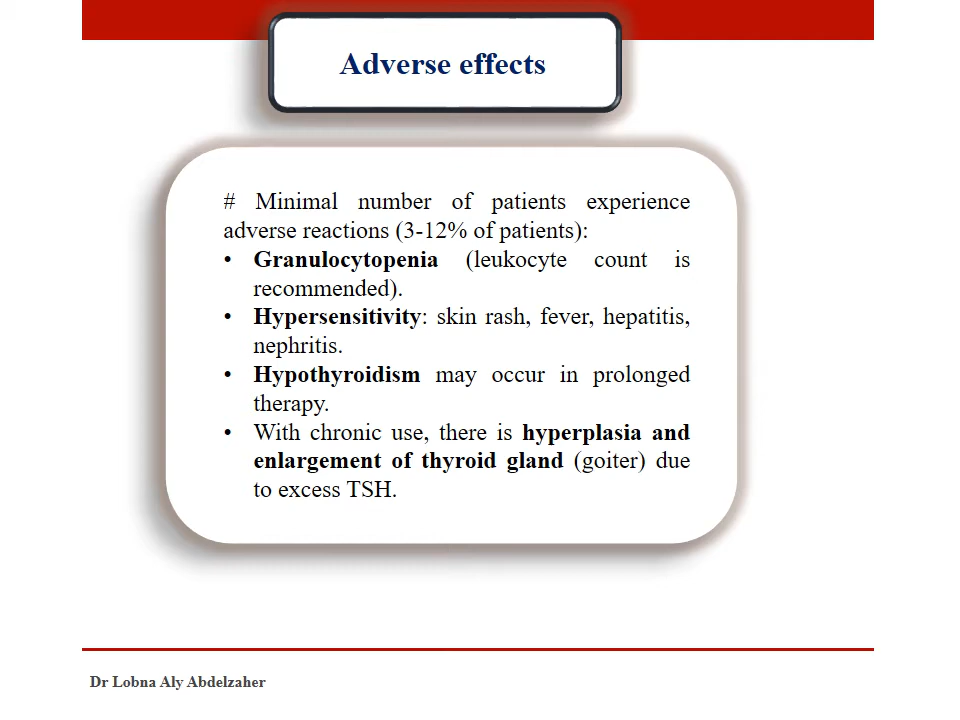 Adverse effects
# Minimal number of patients experience
adverse reactions (3-12% of patients):
• Granulocytopenia (leukocyte count is
recommended).
• Hypersensitivity: skin rash, fever, hepatitis,
nephritis.
• Hypothyroidism may occur in prolonged
therapy.
• With chronic use, there is hyperplasia and
enlargement of thyroid gland (goiter) due
to excess TSH.
Dr Lobna Aly Abdelzaher